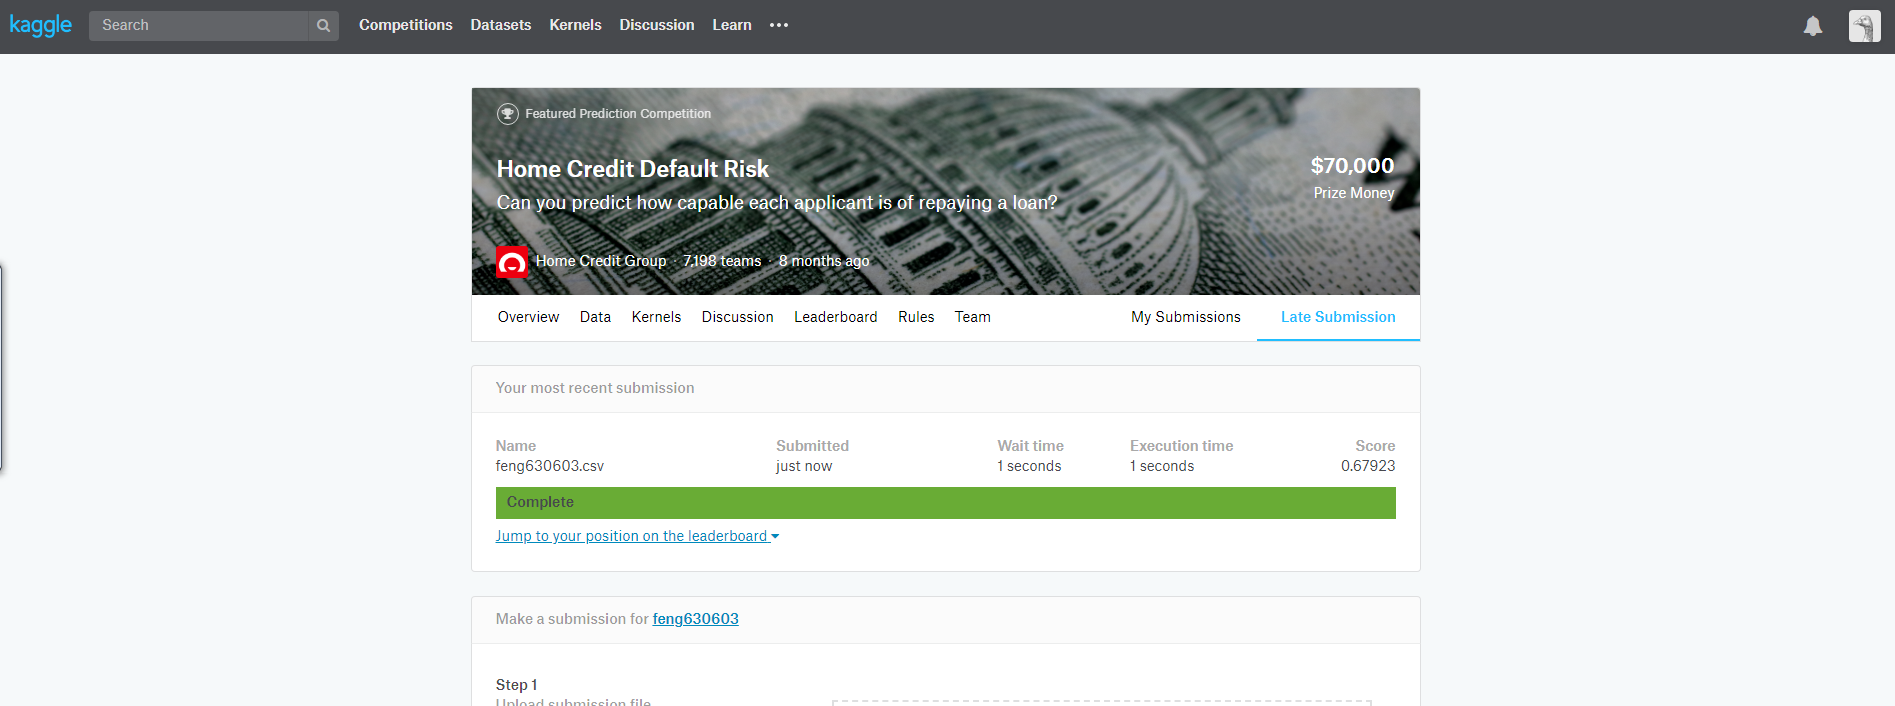 kaggle Search Competitions Datasets Kernels Discussion Learn
Featured Prediction Competition
Home Credit Default Risk
$70,000
Can you predict how capable each applicant is of repaying a loan?
Prize Money
Home Credit Group · 7,198 teams · 8 months ago
Overview Data Kernels Discussion Leaderboard Rules Team My Submissions Late Submission
Your most recent submission
Name Submitted Wait time Execution time Score
feng630603.csv just now 1 seconds 1 seconds 0.67923
Complete
Jump to your position on the leaderboard
Make a submission for feng630603
Step 1
Upload submission file